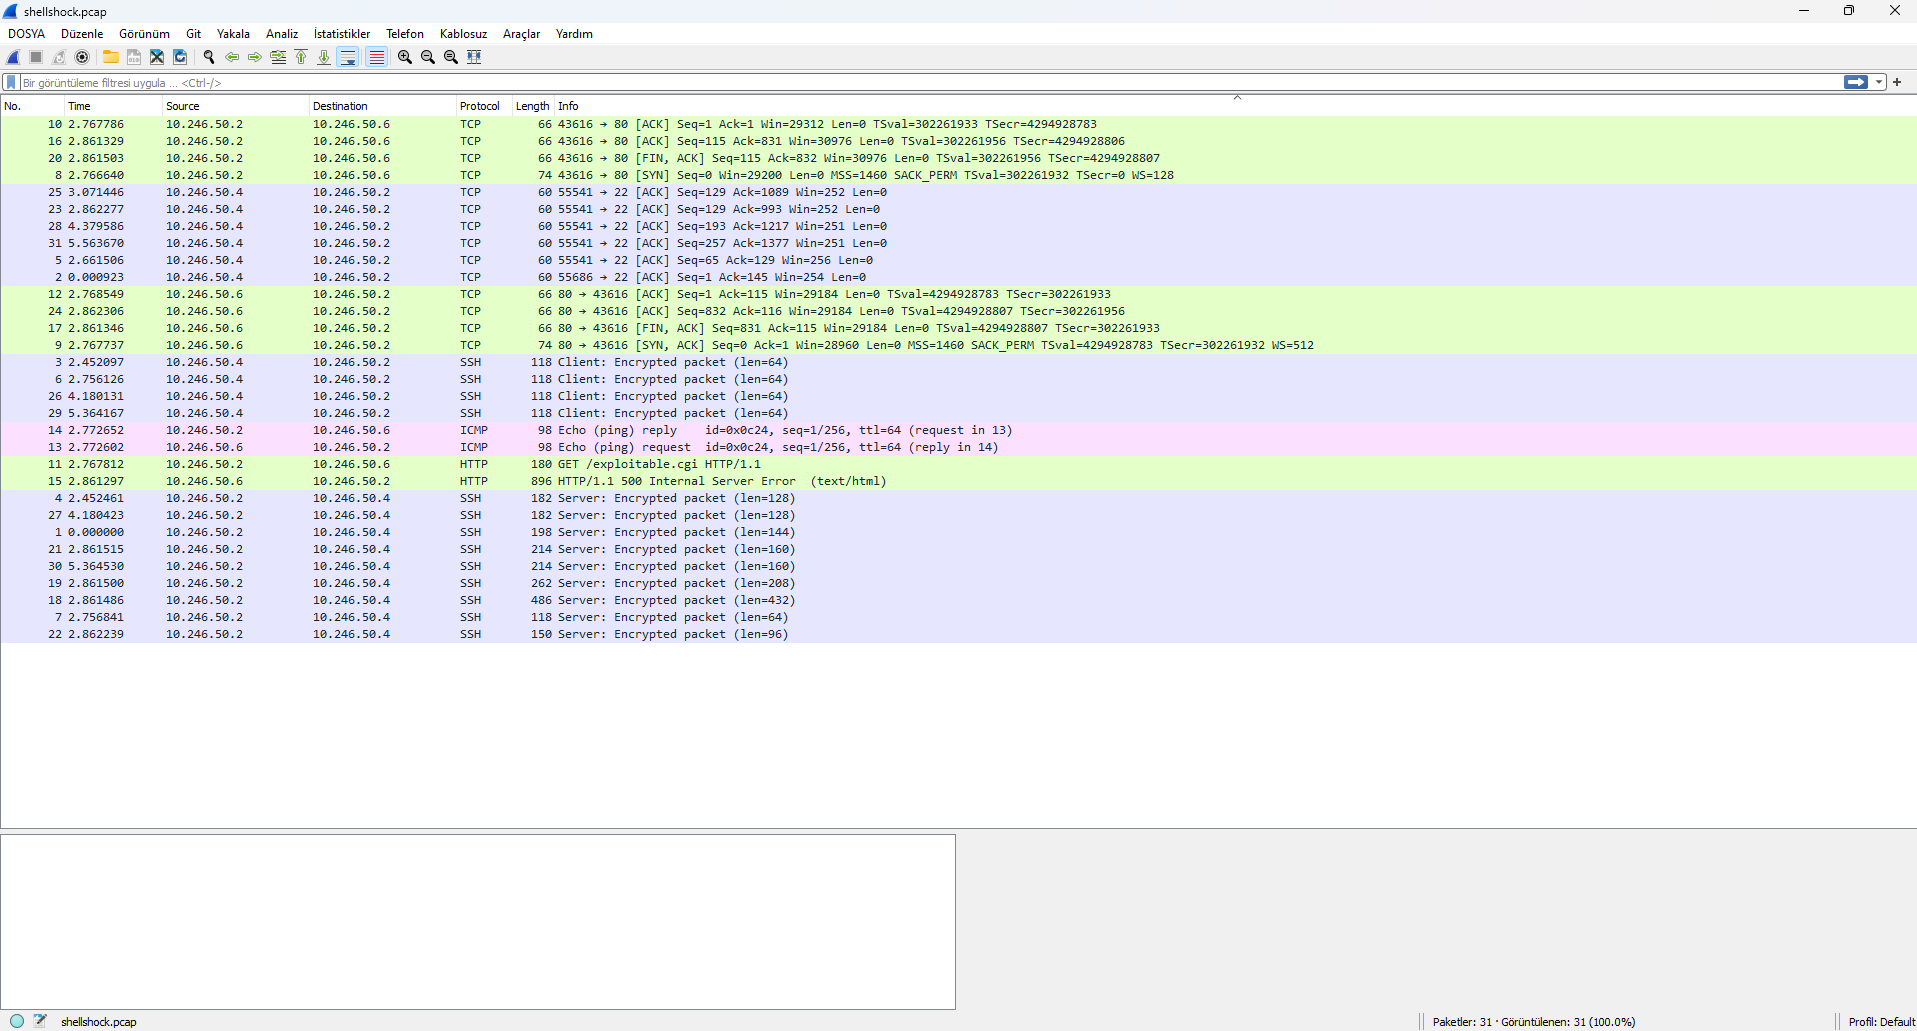 shellshock.pcap
DOSYA Düzenle Görünüm Git Yakala Analiz İstatistikler Telefon Kablosuz Araçlar Yardım
Bir görüntüleme filtresi uygula ... <Ctrl-/>
No. Time Source Destination Protocol Length Info
10 2.767786 10.246.50.2 10.246.50.6 TCP 66 43616 → 80 [ACK] Seq=1 Ack=1 Win=29312 Len=0 TSval=302261933 TSecr=4294928783
16 2.861329 10.246.50.2 10.246.50.6 TCP 66 43616 → 80 [ACK] Seq=115 Ack=831 Win=30976 Len=0 TSval=302261956 TSecr=4294928806
20 2.861503 10.246.50.2 10.246.50.6 TCP 66 43616 → 80 [FIN, ACK] Seq=115 Ack=832 Win=30976 Len=0 TSval=302261956 TSecr=4294928807
8 2.766640 10.246.50.2 10.246.50.6 TCP 74 43616 → 80 [SYN] Seq=0 Win=29200 Len=0 MSS=1460 SACK_PERM TSval=302261932 TSecr=0 WS=128
25 3.071446 10.246.50.4 10.246.50.2 TCP 60 55541 → 22 [ACK] Seq=129 Ack=1089 Win=252 Len=0
23 2.862277 10.246.50.4 10.246.50.2 TCP 60 55541 → 22 [ACK] Seq=129 Ack=993 Win=252 Len=0
28 4.379586 10.246.50.4 10.246.50.2 TCP 60 55541 → 22 [ACK] Seq=193 Ack=1217 Win=251 Len=0
31 5.563670 10.246.50.4 10.246.50.2 TCP 60 55541 → 22 [ACK] Seq=257 Ack=1377 Win=251 Len=0
5 2.661506 10.246.50.4 10.246.50.2 TCP 60 55541 → 22 [ACK] Seq=65 Ack=129 Win=256 Len=0
2 0.000923 10.246.50.4 10.246.50.2 TCP 60 55686 → 22 [ACK] Seq=1 Ack=145 Win=254 Len=0
12 2.768549 10.246.50.6 10.246.50.2 TCP 66 80 → 43616 [ACK] Seq=1 Ack=115 Win=29184 Len=0 TSval=4294928783 TSecr=302261933
24 2.862306 10.246.50.6 10.246.50.2 TCP 66 80 → 43616 [ACK] Seq=832 Ack=116 Win=29184 Len=0 TSval=4294928807 TSecr=302261956
17 2.861346 10.246.50.6 10.246.50.2 TCP 66 80 → 43616 [FIN, ACK] Seq=831 Ack=115 Win=29184 Len=0 TSval=4294928807 TSecr=302261933
9 2.767737 10.246.50.6 10.246.50.2 TCP 74 80 → 43616 [SYN, ACK] Seq=0 Ack=1 Win=28960 Len=0 MSS=1460 SACK_PERM TSval=4294928783 TSecr=302261932 WS=512
3 2.452097 10.246.50.4 10.246.50.2 SSH 118 Client: Encrypted packet (len=64)
6 2.756126 10.246.50.4 10.246.50.2 SSH 118 Client: Encrypted packet (len=64)
26 4.180131 10.246.50.4 10.246.50.2 SSH 118 Client: Encrypted packet (len=64)
29 5.364167 10.246.50.4 10.246.50.2 SSH 118 Client: Encrypted packet (len=64)
14 2.772652 10.246.50.2 10.246.50.6 ICMP 98 Echo (ping) reply id=0x0c24, seq=1/256, ttl=64 (request in 13)
13 2.772602 10.246.50.6 10.246.50.2 ICMP 98 Echo (ping) request id=0x0c24, seq=1/256, ttl=64 (reply in 14)
11 2.767812 10.246.50.2 10.246.50.6 HTTP 180 GET /exploitable.cgi HTTP/1.1
15 2.861297 10.246.50.6 10.246.50.2 HTTP 896 HTTP/1.1 500 Internal Server Error (text/html)
4 2.452461 10.246.50.2 10.246.50.4 SSH 182 Server: Encrypted packet (len=128)
27 4.180423 10.246.50.2 10.246.50.4 SSH 182 Server: Encrypted packet (len=128)
1 0.000000 10.246.50.2 10.246.50.4 SSH 198 Server: Encrypted packet (len=144)
21 2.861515 10.246.50.2 10.246.50.4 SSH 214 Server: Encrypted packet (len=160)
30 5.364530 10.246.50.2 10.246.50.4 SSH 214 Server: Encrypted packet (len=160)
19 2.861500 10.246.50.2 10.246.50.4 SSH 262 Server: Encrypted packet (len=208)
18 2.861486 10.246.50.2 10.246.50.4 SSH 486 Server: Encrypted packet (len=432)
7 2.756841 10.246.50.2 10.246.50.4 SSH 118 Server: Encrypted packet (len=64)
22 2.862239 10.246.50.2 10.246.50.4 SSH 150 Server: Encrypted packet (len=96)
shellshock.pcap Paketler: 31 · Görüntülenen: 31 (100.0%) Profil: Default